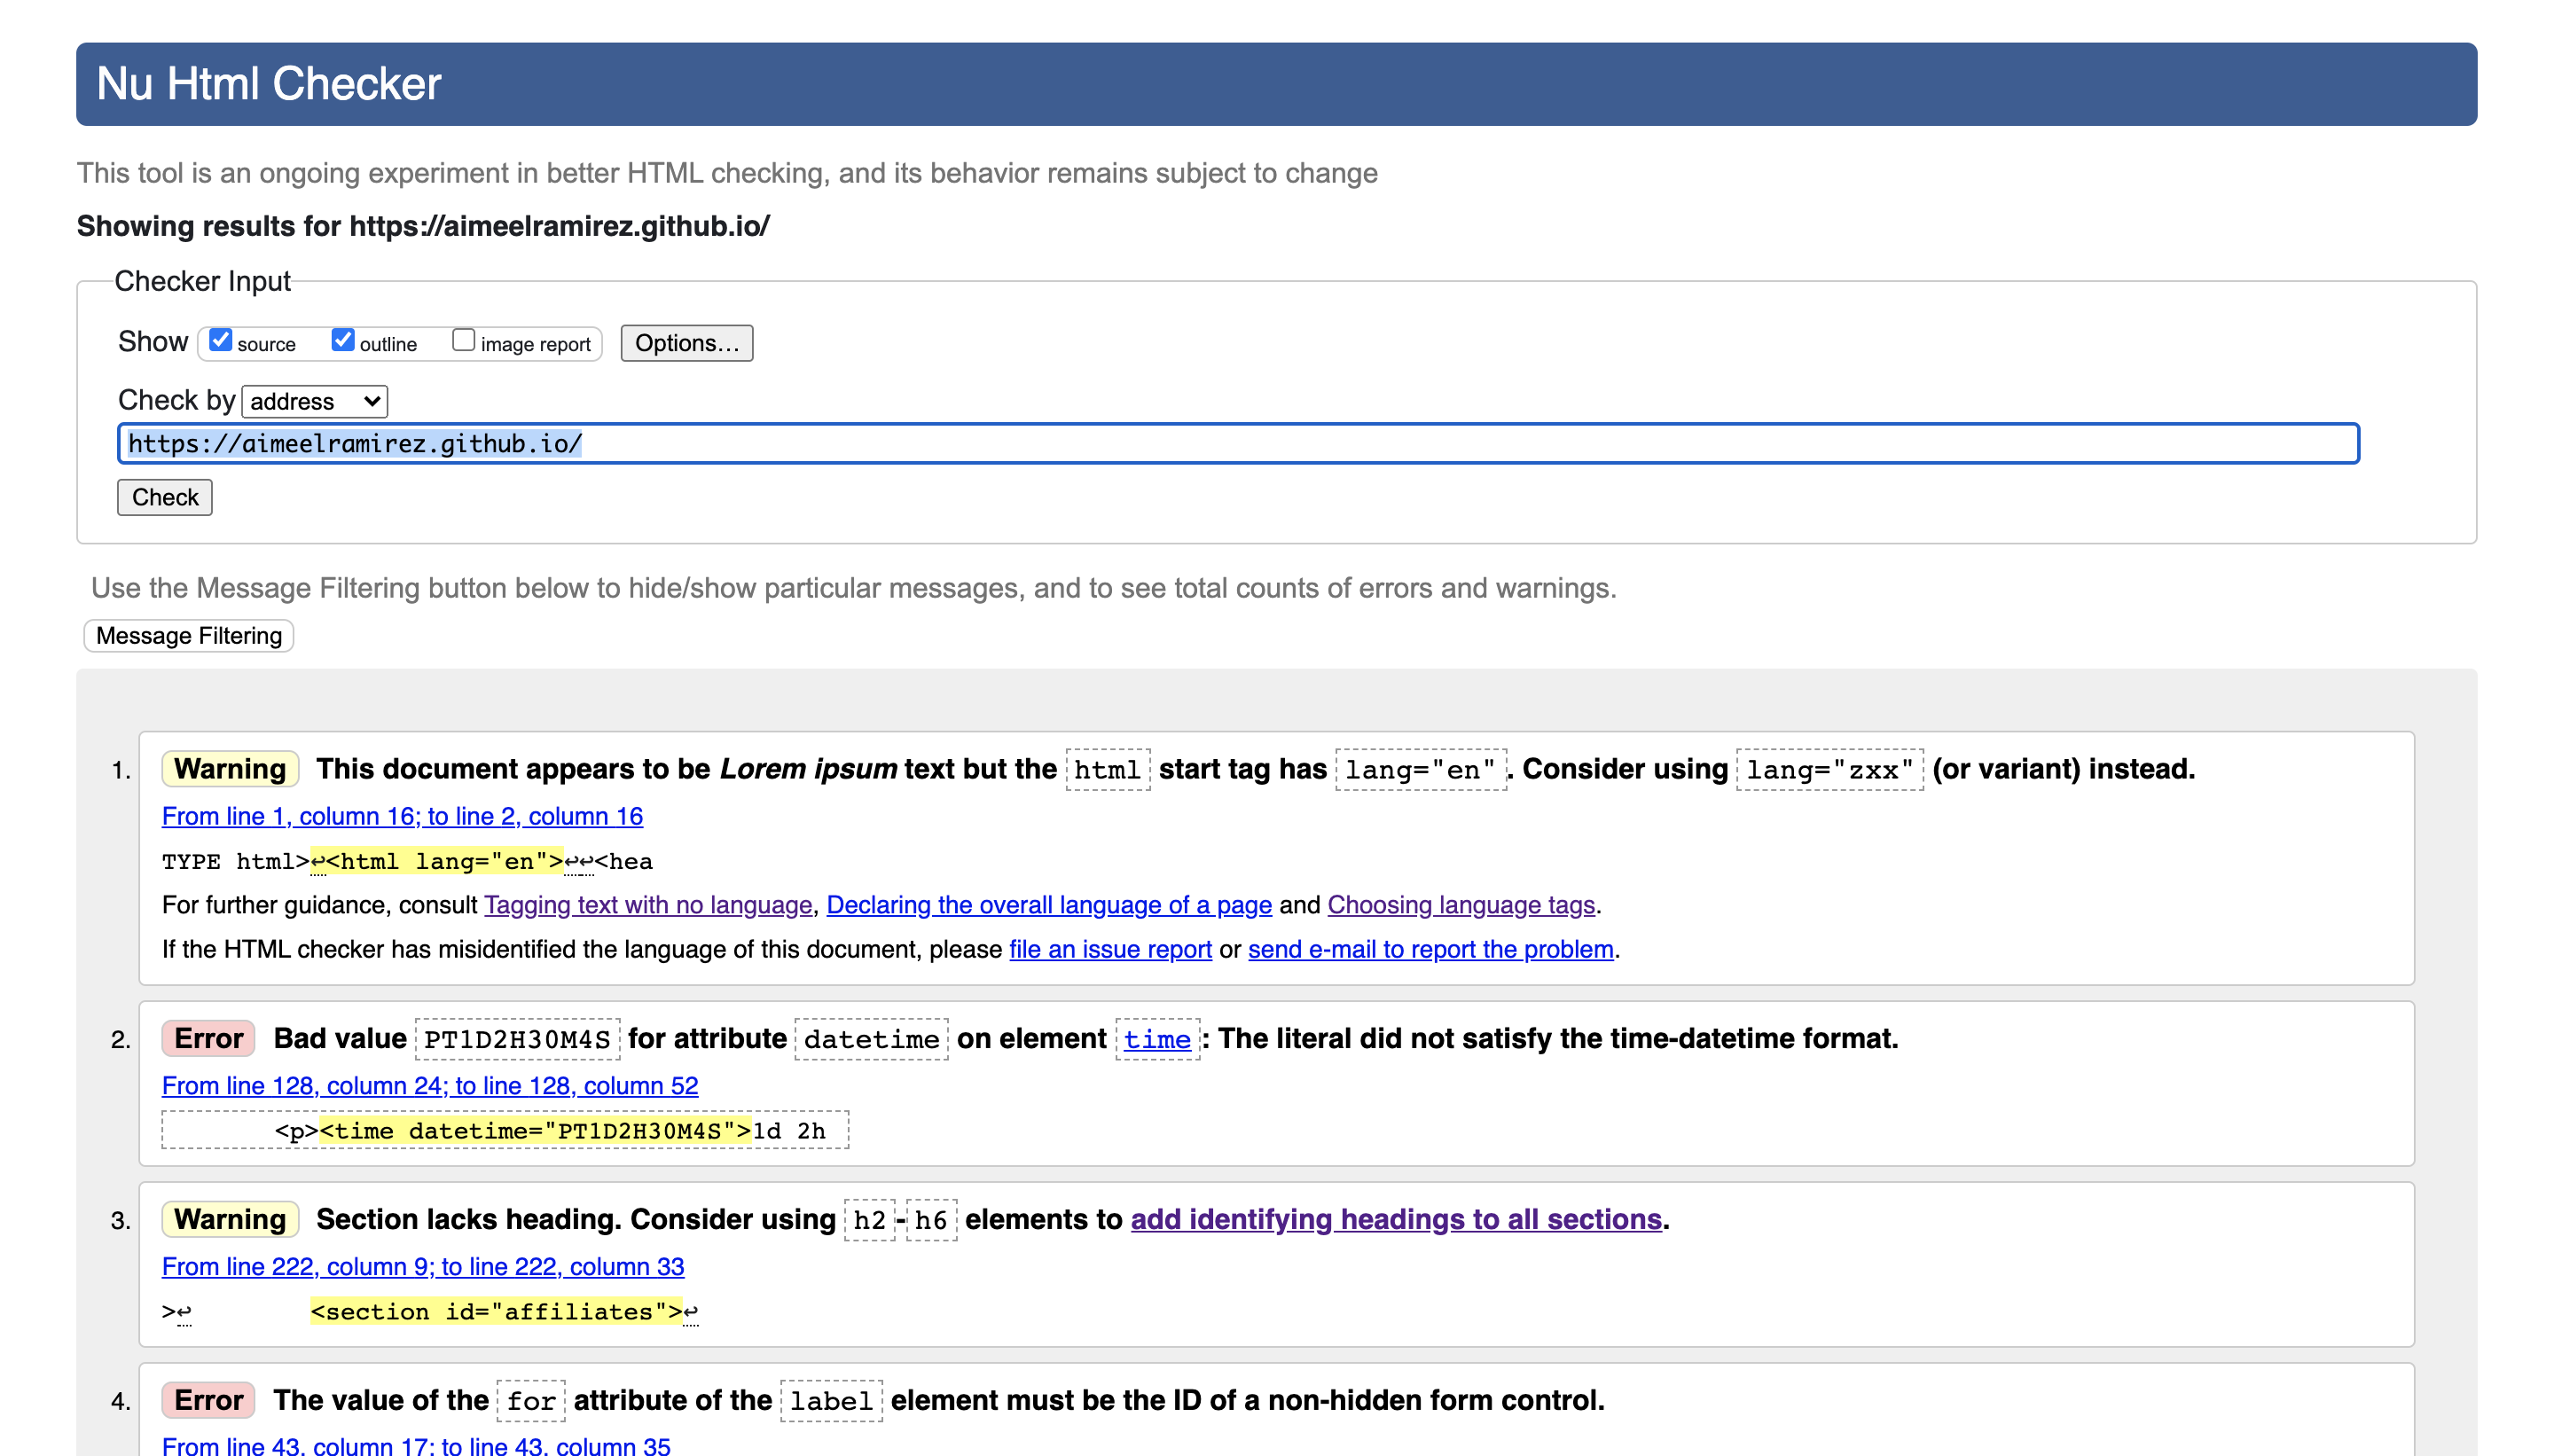 Nu Html Checker
This tool is an ongoing experiment in better HTML checking, and its behavior remains subject to change
Showing results for https://aimeelramirez.github.io/
Checker Input
Show source outline image report Options...
Check by address
https://aimeelramirez.github.io/
Check
Use the Message Filtering button below to hide/show particular messages, and to see total counts of errors and warnings.
Message Filtering
1. Warning This document appears to be Lorem ipsum text but the html start tag has lang="en". Consider using lang="zxx" (or variant) instead.
From line 1, column 16; to line 2, column 16
TYPE html>↩<html lang="en">↩↩<hea
For further guidance, consult Tagging text with no language, Declaring the overall language of a page and Choosing language tags.
If the HTML checker has misidentified the language of this document, please file an issue report or send e-mail to report the problem.
2. Error Bad value PT1D2H30M4S for attribute datetime on element time: The literal did not satisfy the time-datetime format.
From line 128, column 24; to line 128, column 52
<p><time datetime="PT1D2H30M4S">1d 2h
3. Warning Section lacks heading. Consider using h2-h6 elements to add identifying headings to all sections.
From line 222, column 9; to line 222, column 33
>↩ <section id="affiliates">↩
4. Error The value of the for attribute of the label element must be the ID of a non-hidden form control.
From line 43, column 17; to line 43, column 35